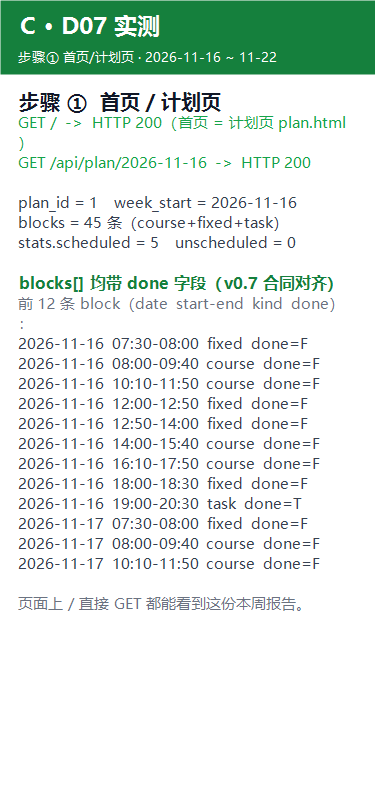 C · D07 实测
步骤① 首页/计划页 · 2026-11-16 ~ 11-22
步骤 ① 首页 / 计划页
GET / -> HTTP 200（首页 = 计划页 plan.html
）
GET /api/plan/2026-11-16 -> HTTP 200
plan_id = 1 week_start = 2026-11-16
blocks = 45 条（course+fixed+task）
stats.scheduled = 5 unscheduled = 0
blocks[] 均带 done 字段（v0.7 合同对齐）
前 12 条 block（date start-end kind done）
：
2026-11-16 07:30-08:00 fixed done=F
2026-11-16 08:00-09:40 course done=F
2026-11-16 10:10-11:50 course done=F
2026-11-16 12:00-12:50 fixed done=F
2026-11-16 12:50-14:00 fixed done=F
2026-11-16 14:00-15:40 course done=F
2026-11-16 16:10-17:50 course done=F
2026-11-16 18:00-18:30 fixed done=F
2026-11-16 19:00-20:30 task done=T
2026-11-17 07:30-08:00 fixed done=F
2026-11-17 08:00-09:40 course done=F
2026-11-17 10:10-11:50 course done=F
页面上 / 直接 GET 都能看到这份本周报告。